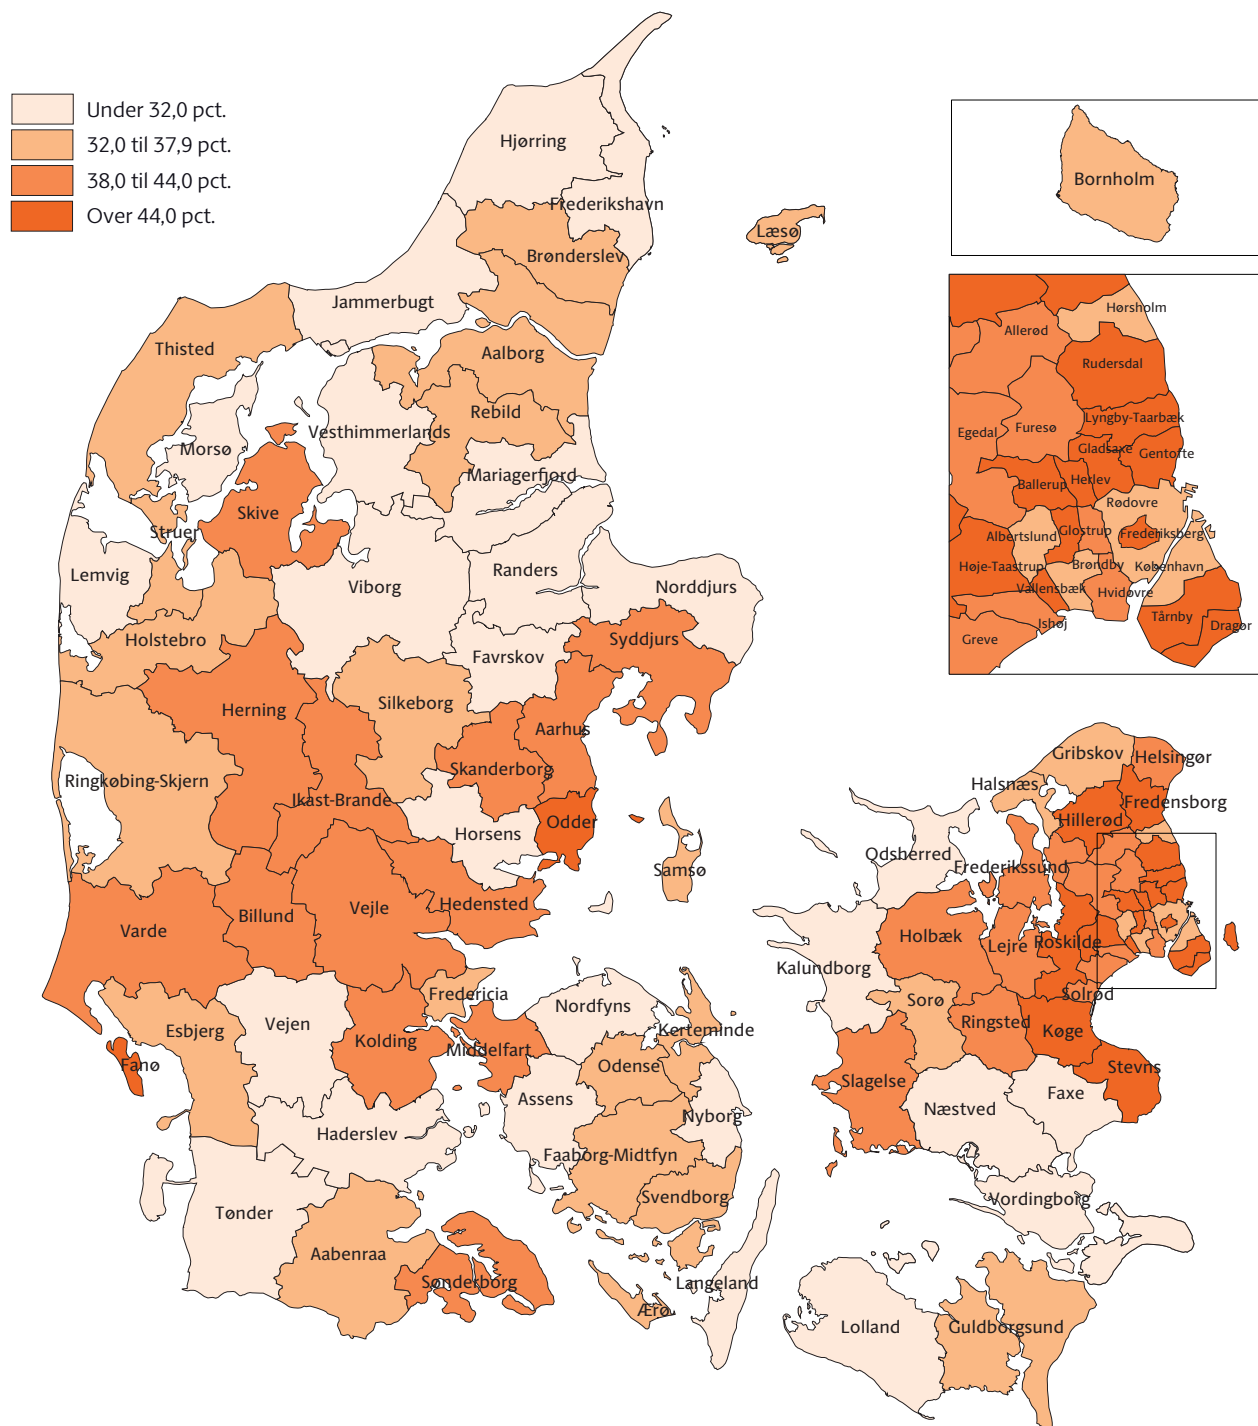 Under 32,0 pct.
32,0 til 37,9 pct.
38,0 til 44,0 pct.
Over 44,0 pct.
Hjørring
Frederikshavn
Brønderslev
Læsø
Jammerbugt
Thisted
Aalborg
Rebild
Vesthimmerlands
Morsø
Mariagerfjord
Skive
Struer
Lemvig
Viborg
Randers
Norddjurs
Holstebro
Favrskov
Syddjurs
Silkeborg
Herning
Aarhus
Skanderborg
Ringkøbing-Skjern
Ikast-Brande
Horsens
Odder
Samsø
Hedensted
Vejle
Billund
Varde
Fredericia
Vejen
Esbjerg
Kolding
Fanø
Middelfart
Nordfyns
Kerteminde
Odense
Assens
Nyborg
Haderslev
Faaborg-Midtfyn
Svendborg
Tønder
Aabenraa
Sønderborg
Langeland
Ærø
Bornholm
Hørsholm
Allerød
Rudersdal
Lyngby-Taarbæk
Furesø
Egedal
Gladsaxe
Gentofte
Herlev
Ballerup
Rødovre
Glostrup
Frederiksberg
Albertslund
Brøndby
København
Høje-Taastrup
Vallensbæk
Hvidovre
Tårnby
Ishøj
Dragør
Greve
Gribskov
Helsingør
Halsnæs
Fredensborg
Hillerød
Odsherred
Frederikssund
Holbæk
Lejre
Roskilde
Kalundborg
Solrød
Sorø
Ringsted
Køge
Stevns
Slagelse
Næstved
Faxe
Vordingborg
Lolland
Guldborgsund